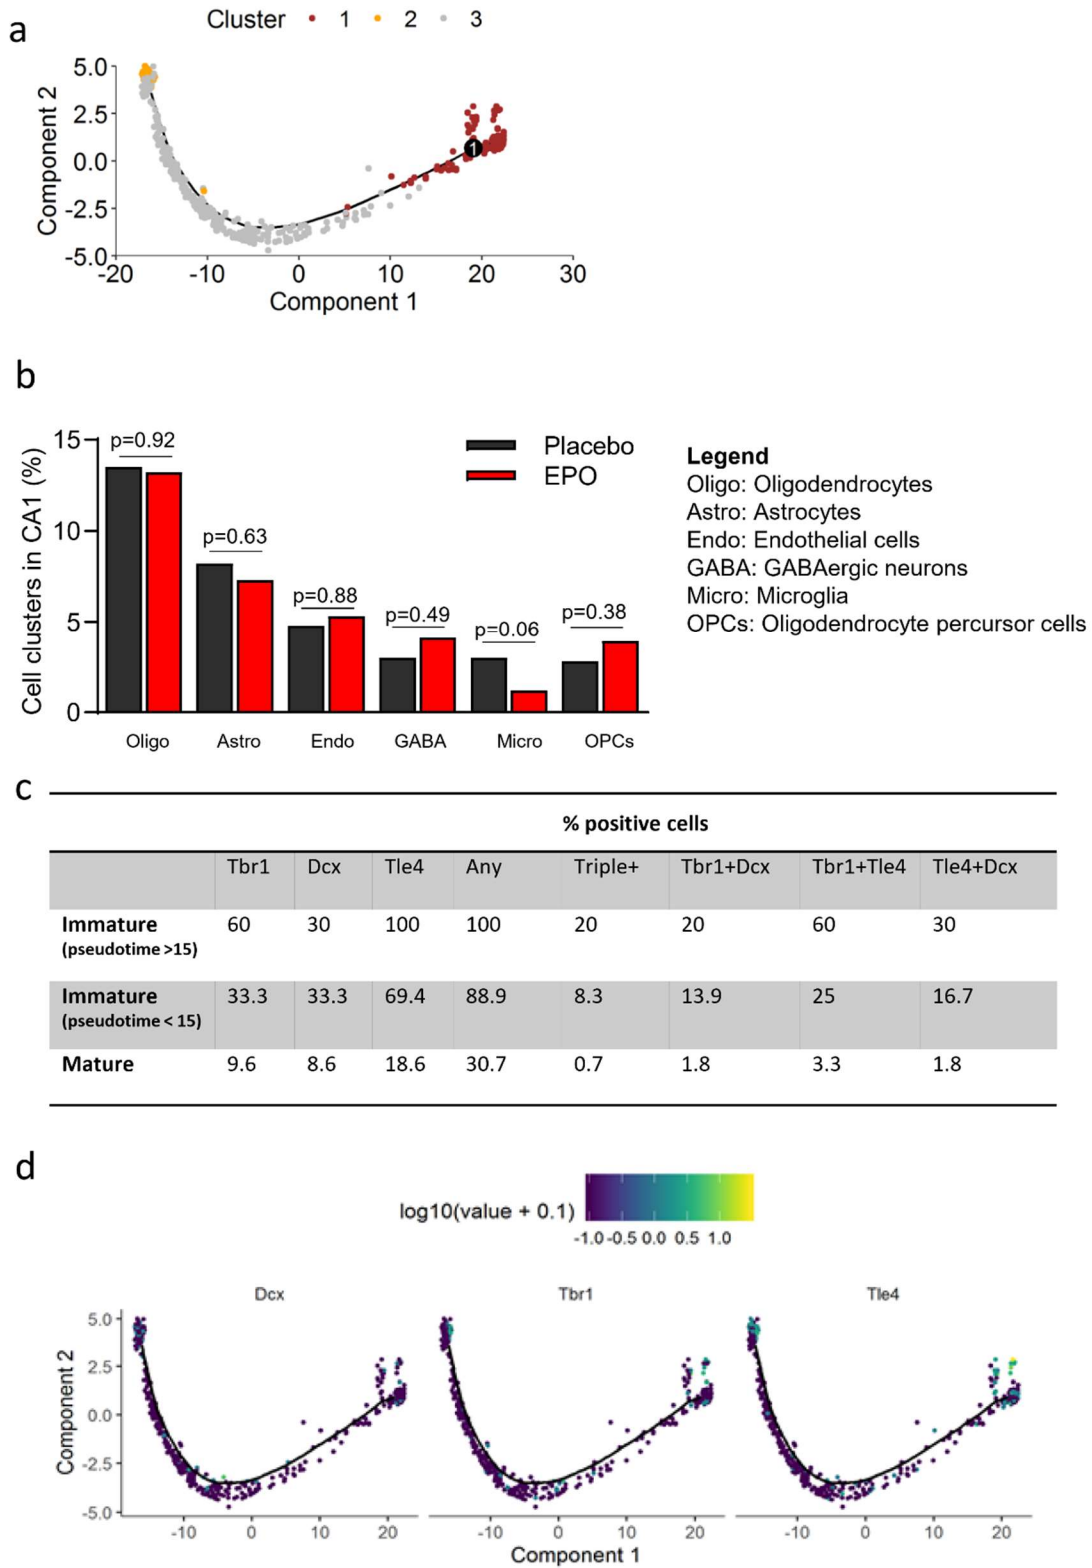 a
Cluster 1 2 3
Component 2
5.0
2.5
0.0
-2.5
-5.0
1
-20 -10 0 10 20 30
Component 1
b
Cell clusters in CA1 (%)
15
10
5
0
p=0.92
p=0.63
p=0.88
p=0.49
p=0.06
p=0.38
Placebo
EPO
Oligo Astro Endo GABA Micro OPCs
Legend
Oligo: Oligodendrocytes
Astro: Astrocytes
Endo: Endothelial cells
GABA: GABAergic neurons
Micro: Microglia
OPCs: Oligodendrocyte percursor cells
c
% positive cells
Tbr1 Dcx Tle4 Any Triple+ Tbr1+Dcx Tbr1+Tle4 Tle4+Dcx
Immature 60 30 100 100 20 20 60 30
(pseudotime >15)
Immature 33.3 33.3 69.4 88.9 8.3 13.9 25 16.7
(pseudotime < 15)
Mature 9.6 8.6 18.6 30.7 0.7 1.8 3.3 1.8
d
log10(value + 0.1)
-1.0 -0.5 0.0 0.5 1.0
Dcx Tbr1 Tle4
Component 2
5.0
2.5
0.0
-2.5
-5.0
-10 0 10 20 -10 0 10 20 -10 0 10 20
Component 1